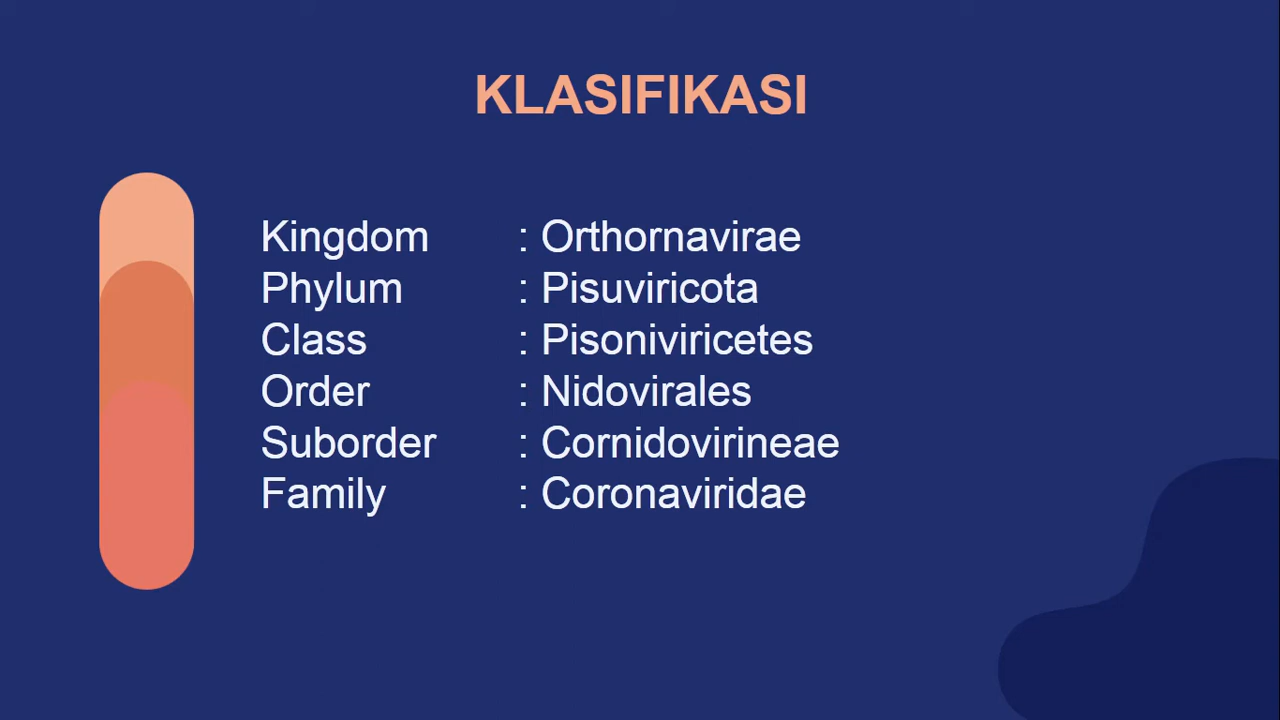 KLASIFIKASI
Kingdom : Orthornavirae
Phylum : Pisuviricota
Class : Pisoniviricetes
Order : Nidovirales
Suborder : Cornidovirineae
Family : Coronaviridae